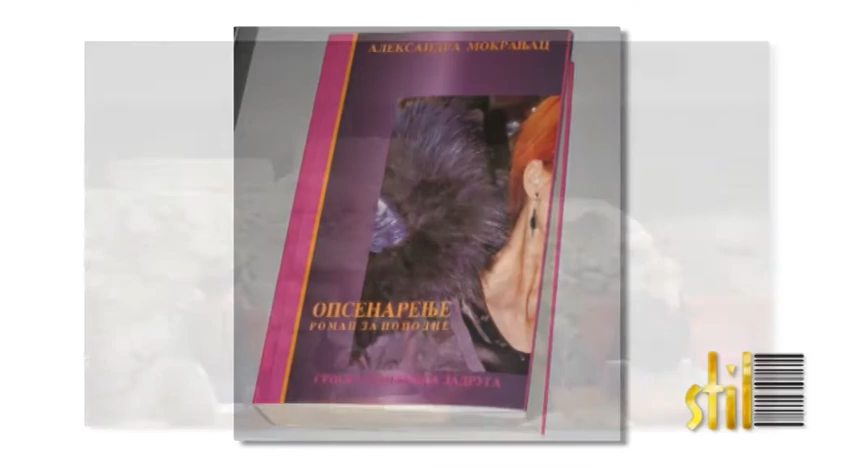 АЛЕКСАНДРА МОКРАЊАЦ
ОПСЕНАРЕЊЕ
РОМАН ЗА ПОПОДНЕ
ЗАДРУГА
stil